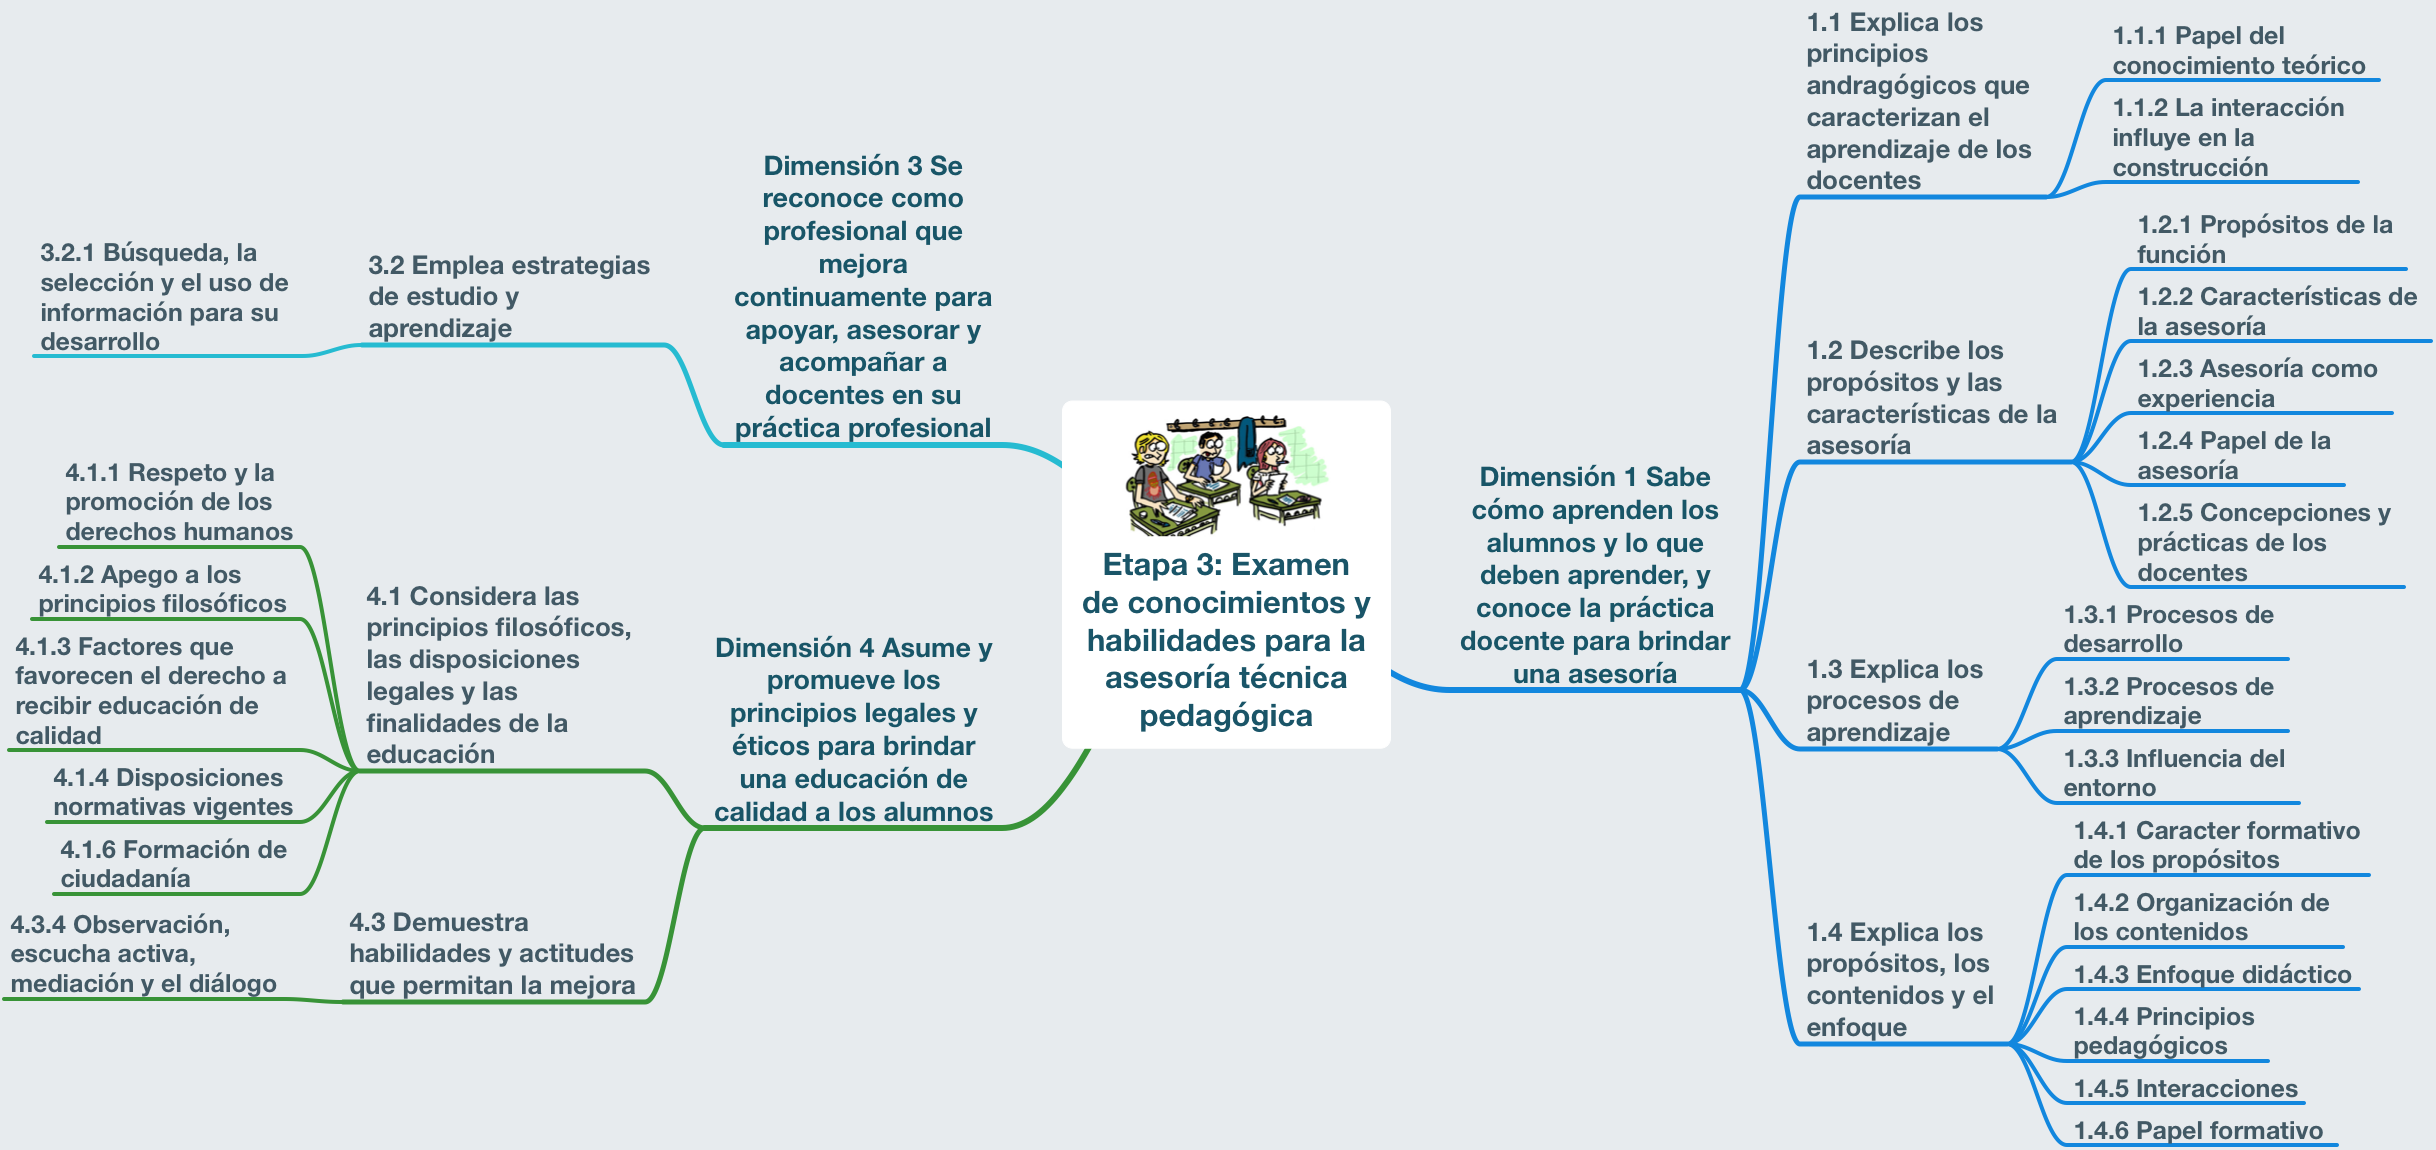 Etapa 3: Examen
de conocimientos y
habilidades para la
asesoría técnica
pedagógica
Dimensión 1 Sabe
cómo aprenden los
alumnos y lo que
deben aprender, y
conoce la práctica
docente para brindar
una asesoría
1.1 Explica los
principios
andragógicos que
caracterizan el
aprendizaje de los
docentes
1.1.1 Papel del
conocimiento teórico
1.1.2 La interacción
influye en la
construcción
1.2 Describe los
propósitos y las
características de la
asesoría
1.2.1 Propósitos de la
función
1.2.2 Características de
la asesoría
1.2.3 Asesoría como
experiencia
1.2.4 Papel de la
asesoría
1.2.5 Concepciones y
prácticas de los
docentes
1.3 Explica los
procesos de
aprendizaje
1.3.1 Procesos de
desarrollo
1.3.2 Procesos de
aprendizaje
1.3.3 Influencia del
entorno
1.4 Explica los
propósitos, los
contenidos y el
enfoque
1.4.1 Caracter formativo
de los propósitos
1.4.2 Organización de
los contenidos
1.4.3 Enfoque didáctico
1.4.4 Principios
pedagógicos
1.4.5 Interacciones
1.4.6 Papel formativo
Dimensión 3 Se
reconoce como
profesional que
mejora
continuamente para
apoyar, asesorar y
acompañar a
docentes en su
práctica profesional
3.2 Emplea estrategias
de estudio y
aprendizaje
3.2.1 Búsqueda, la
selección y el uso de
información para su
desarrollo
Dimensión 4 Asume y
promueve los
principios legales y
éticos para brindar
una educación de
calidad a los alumnos
4.1 Considera las
principios filosóficos,
las disposiciones
legales y las
finalidades de la
educación
4.1.1 Respeto y la
promoción de los
derechos humanos
4.1.2 Apego a los
principios filosóficos
4.1.3 Factores que
favorecen el derecho a
recibir educación de
calidad
4.1.4 Disposiciones
normativas vigentes
4.1.6 Formación de
ciudadanía
4.3 Demuestra
habilidades y actitudes
que permitan la mejora
4.3.4 Observación,
escucha activa,
mediación y el diálogo